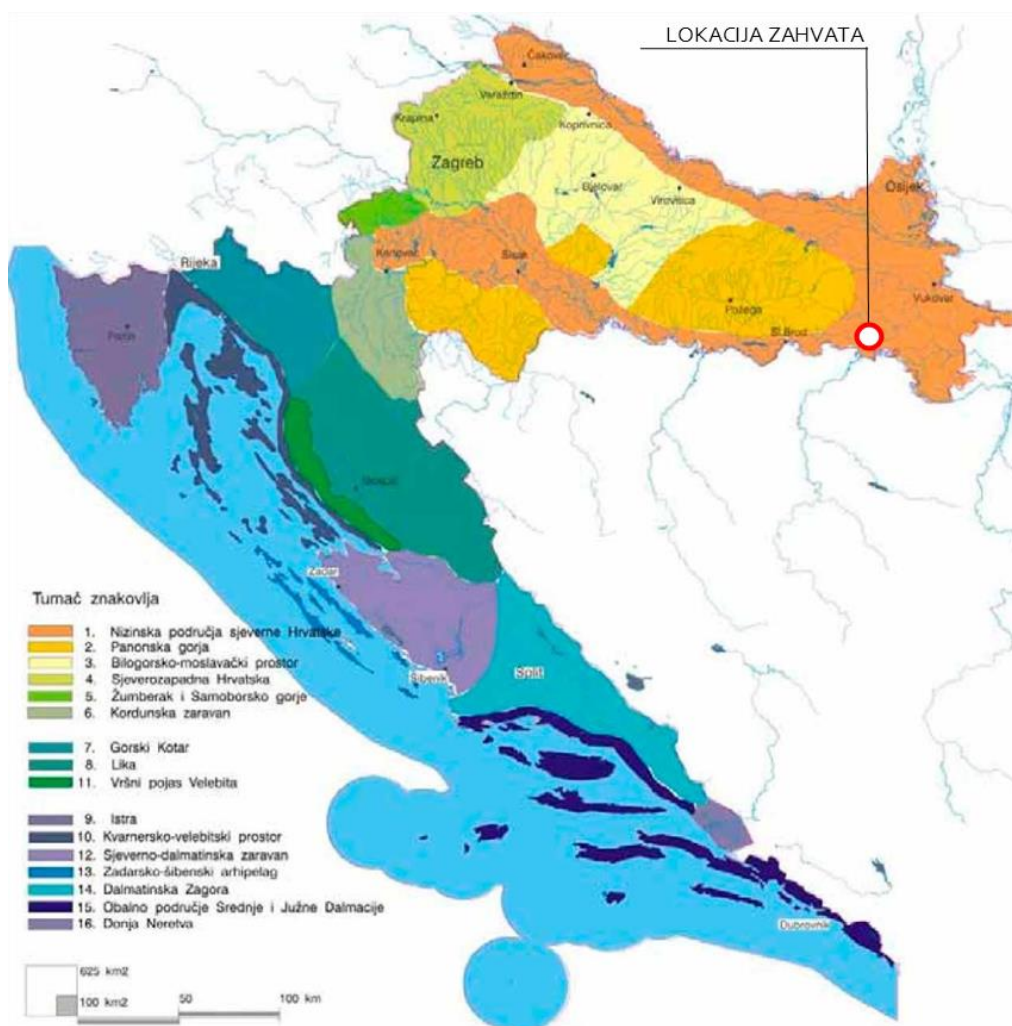 LOKACIJA ZAHVATA
Čakovec
Varaždin
Krapina
Koprivnica
Zagreb
Bjelovar
Virovitica
Osijek
Karlovac
Sisak
Rijeka
Požega
Vukovar
Sl.Brod
Pazin
Gospić
Zadar
Šibenik
Split
Dubrovnik
Tumač znakovlja
1. Nizinska područja sjeverne Hrvatske
2. Panonska gorja
3. Bilogorsko-moslavački prostor
4. Sjeverozapadna Hrvatska
5. Žumberak i Samoborsko gorje
6. Kordunska zaravan
7. Gorski Kotar
8. Lika
11. Vršni pojas Velebita
9. Istra
10. Kvarnersko-velebitski prostor
12. Sjeverno-dalmatinska zaravan
13. Zadarsko-šibenski arhipelag
14. Dalmatinska Zagora
15. Obalno područje Srednje i Južne Dalmacije
16. Donja Neretva
625 km2
100 km2
50
100 km